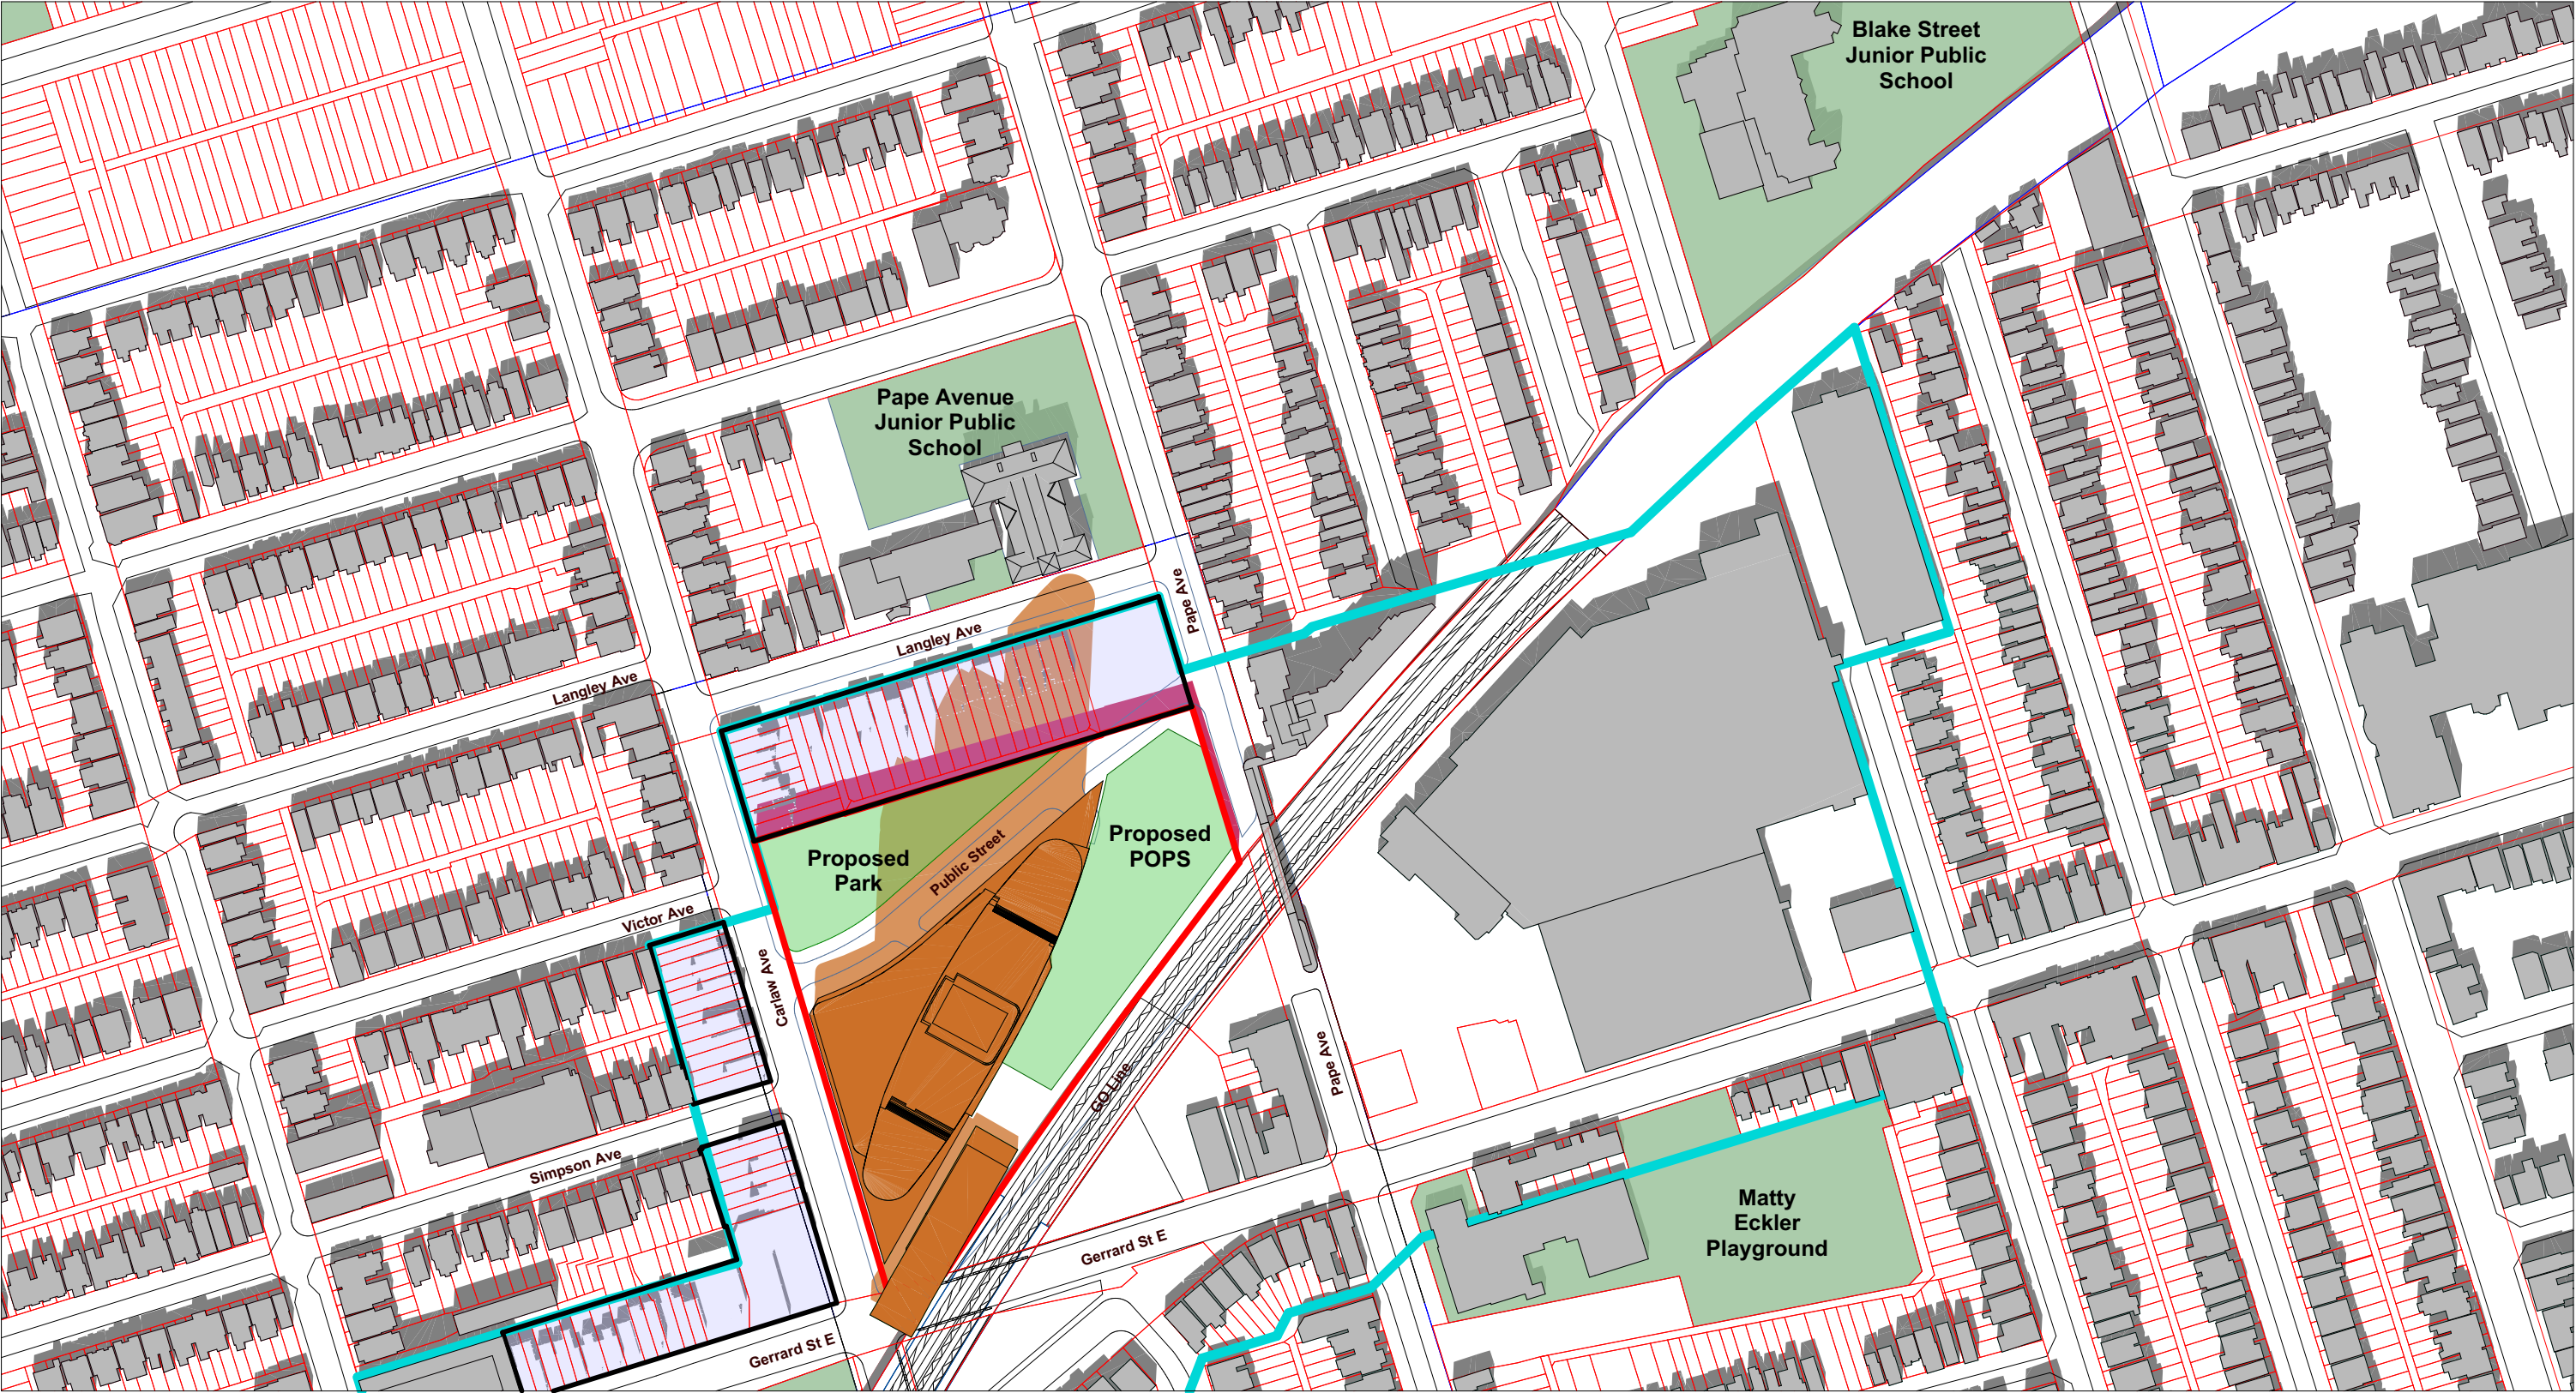 Blake Street
Junior Public
School
Pape Avenue
Junior Public
School
Pape Ave
Langley Ave
Langley Ave
Proposed
Park
Public Street
Proposed
POPS
Victor Ave
Carlaw Ave
GO Line
Pape Ave
Simpson Ave
Matty
Eckler
Playground
Gerrard St E
Gerrard St E